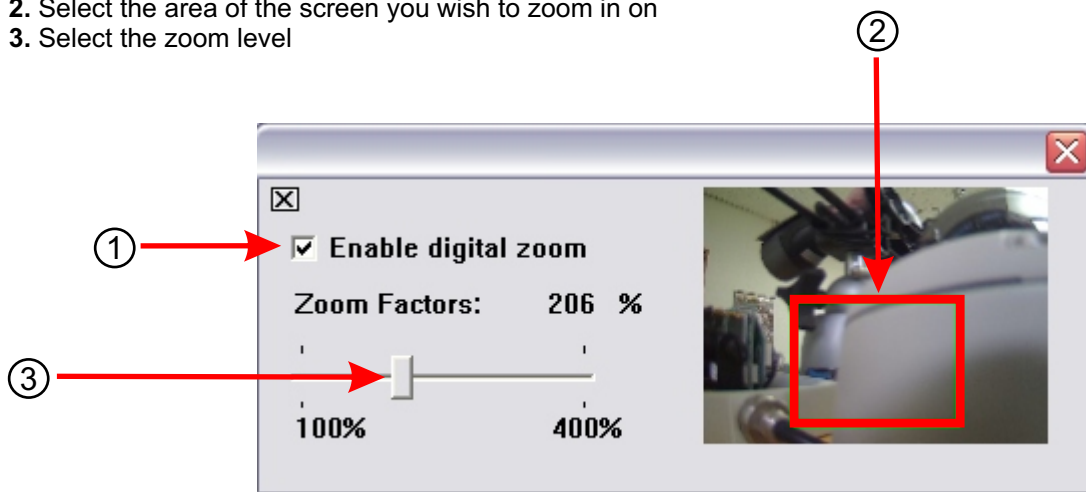 2. Select the area of the screen you wish to zoom in on
3. Select the zoom level
②
① Enable digital zoom
Zoom Factors: 206 %
③
100% 400%